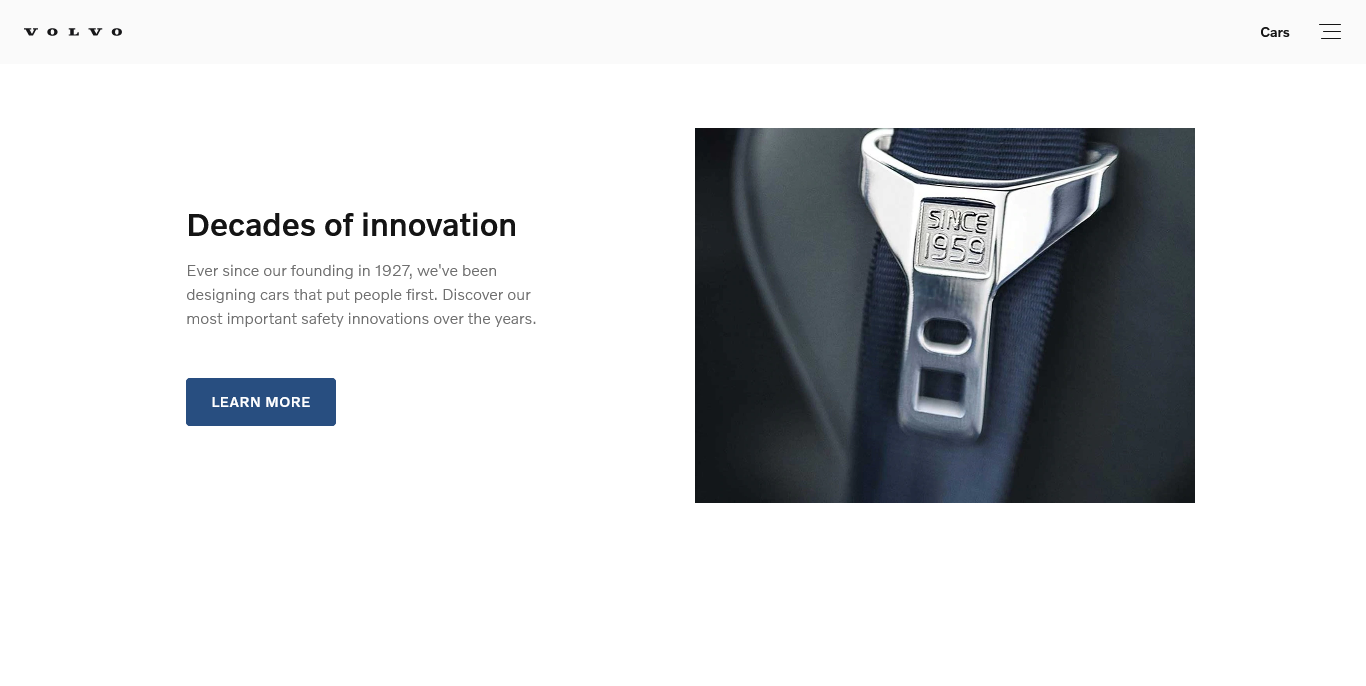 VOLVO
Cars
Decades of innovation
Ever since our founding in 1927, we've been
designing cars that put people first. Discover our
most important safety innovations over the years.
LEARN MORE
SINCE
1959